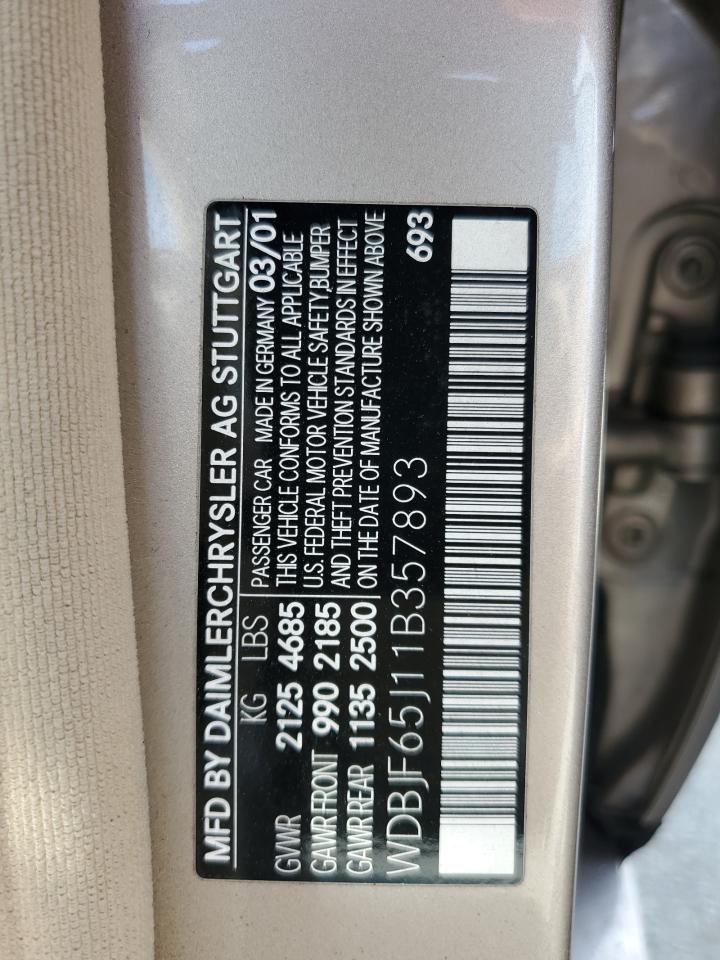 MFD BY DAIMLERCHRYSLER AG STUTTGART
KG LBS
GVWR 2125 4685
GAWR FRONT 990 2185
GAWR REAR 1135 2500
PASSENGER CAR MADE IN GERMANY 03/01
THIS VEHICLE CONFORMS TO ALL APPLICABLE
U.S. FEDERAL MOTOR VEHICLE SAFETY,BUMPER
AND THEFT PREVENTION STANDARDS IN EFFECT
ON THE DATE OF MANUFACTURE SHOWN ABOVE
WDBJF65J11B357893 693